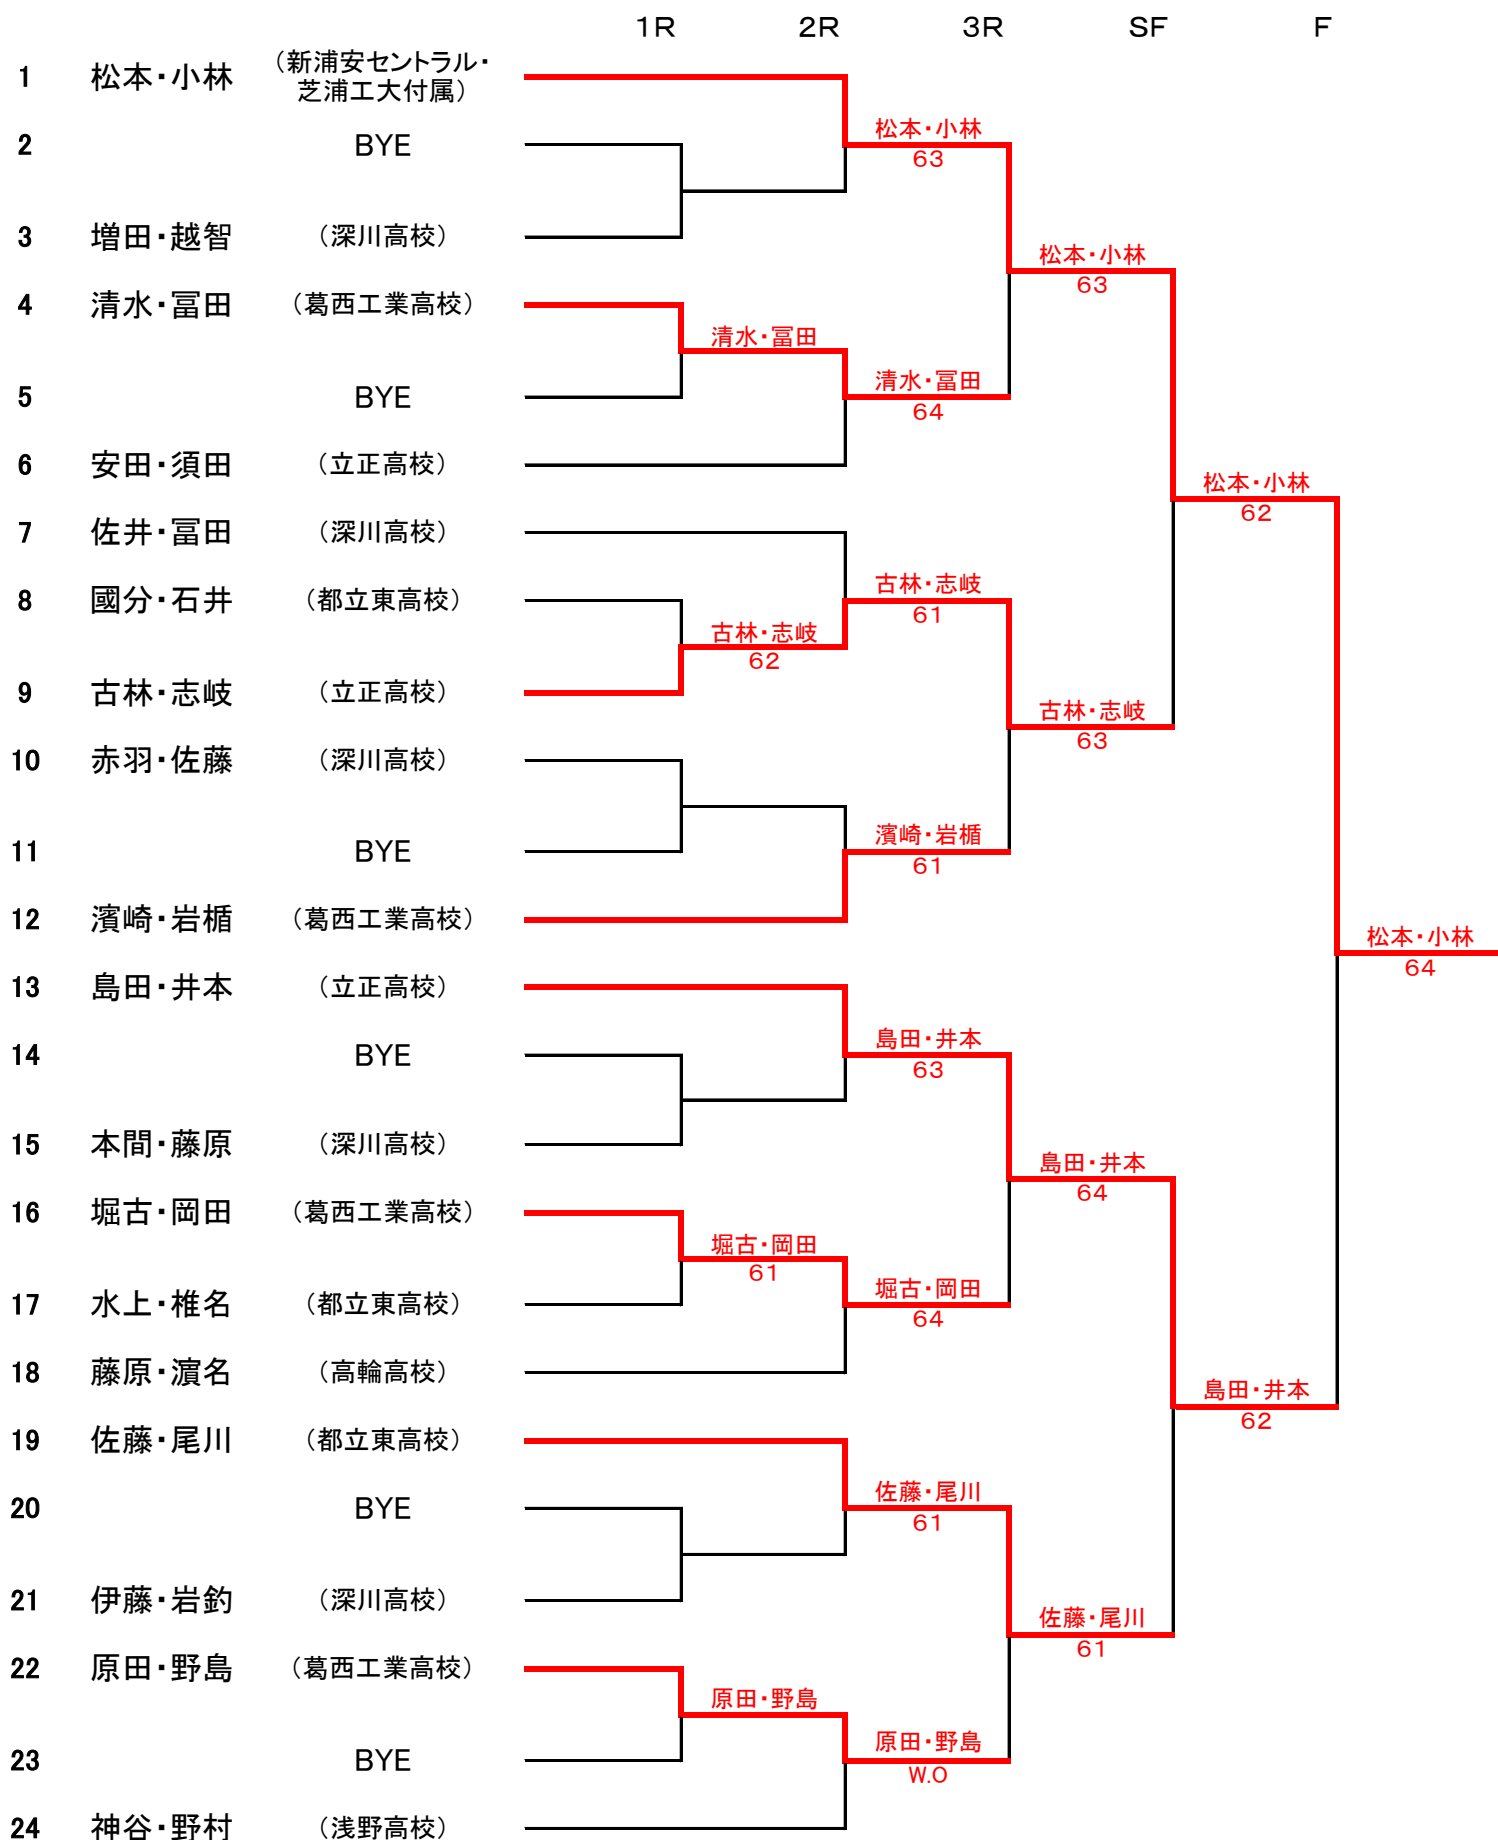 1R 2R 3R SF F
1 松本・小林 （新浦安セントラル・
芝浦工大付属）
松本・小林
2 BYE
63
3 増田・越智 （深川高校）
松本・小林
63
4 清水・冨田 （葛西工業高校）
清水・冨田
清水・冨田
5 BYE
64
6 安田・須田 （立正高校）
松本・小林
62
7 佐井・冨田 （深川高校）
古林・志岐
8 國分・石井 （都立東高校）
61
古林・志岐
62
9 古林・志岐 （立正高校）
古林・志岐
63
10 赤羽・佐藤 （深川高校）
濱崎・岩楯
11 BYE
61
12 濱崎・岩楯 （葛西工業高校）
松本・小林
64
13 島田・井本 （立正高校）
島田・井本
14 BYE
63
15 本間・藤原 （深川高校）
島田・井本
64
16 堀古・岡田 （葛西工業高校）
堀古・岡田
61
堀古・岡田
17 水上・椎名 （都立東高校）
64
18 藤原・濵名 （高輪高校）
島田・井本
62
19 佐藤・尾川 （都立東高校）
佐藤・尾川
20 BYE
61
21 伊藤・岩釣 （深川高校）
佐藤・尾川
61
22 原田・野島 （葛西工業高校）
原田・野島
原田・野島
23 BYE
W.O
24 神谷・野村 （浅野高校）